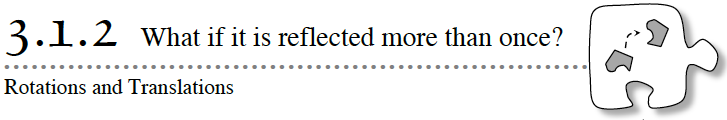 3.1.2 What if it is reflected more than once?
Rotations and Translations